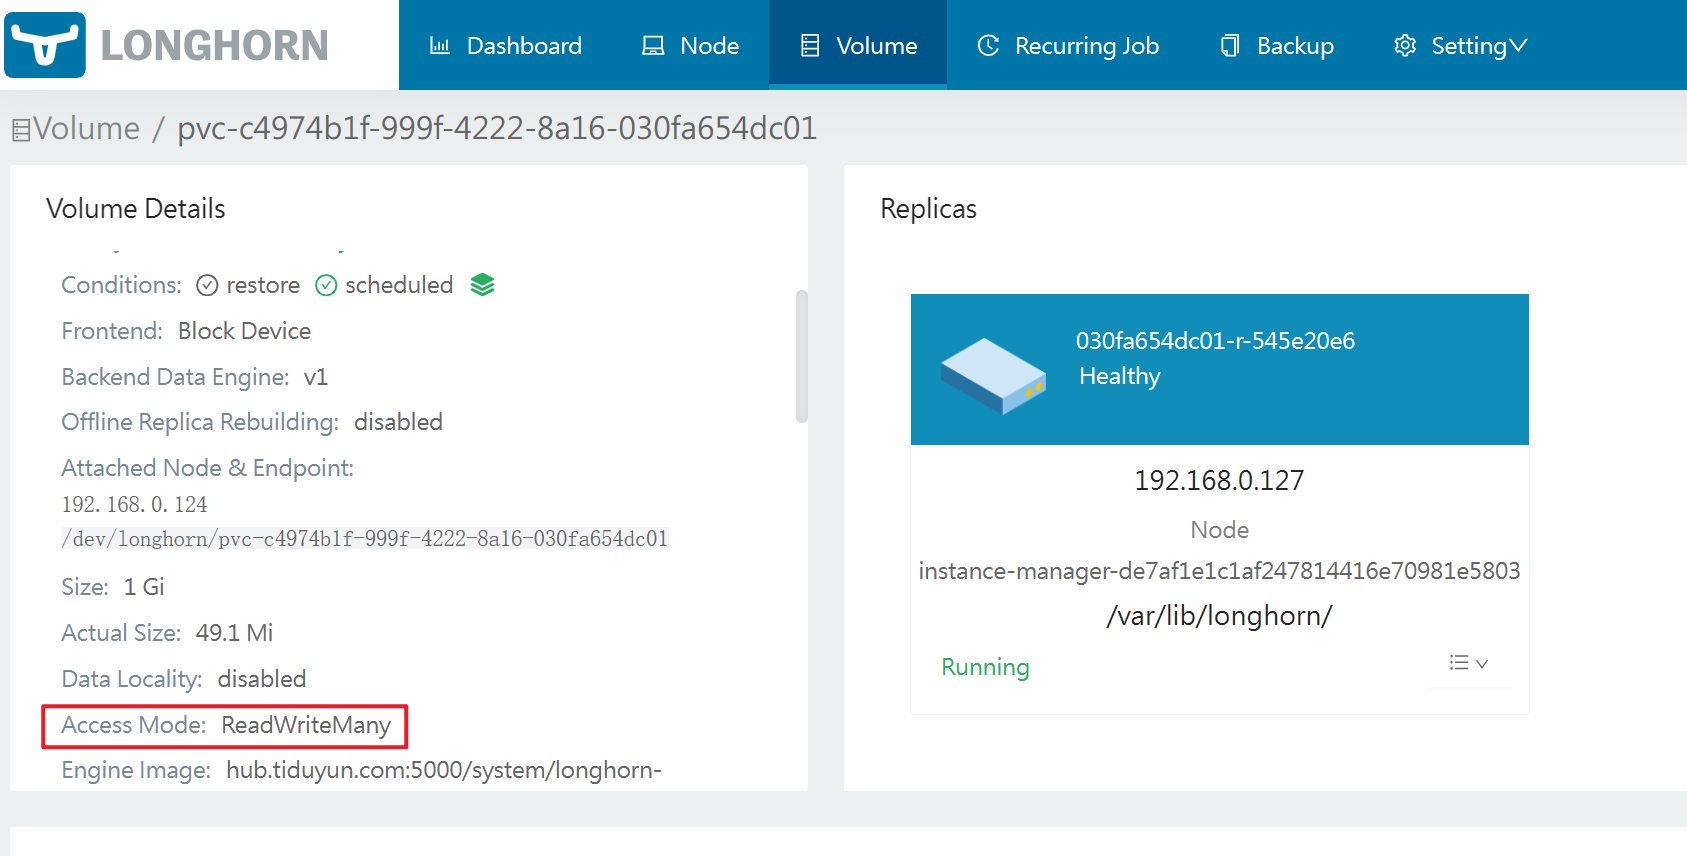 LONGHORN
Dashboard
Node
Volume
Recurring Job
Backup
Setting
Volume / pvc-c4974b1f-999f-4222-8a16-030fa654dc01
Volume Details
Conditions: restore scheduled
Frontend: Block Device
Backend Data Engine: v1
Offline Replica Rebuilding: disabled
Attached Node & Endpoint:
192.168.0.124
/dev/longhorn/pvc-c4974b1f-999f-4222-8a16-030fa654dc01
Size: 1 Gi
Actual Size: 49.1 Mi
Data Locality: disabled
Access Mode: ReadWriteMany
Engine Image: hub.tiduyun.com:5000/system/longhorn-
Replicas
030fa654dc01-r-545e20e6
Healthy
192.168.0.127
Node
instance-manager-de7af1e1c1af247814416e70981e5803
/var/lib/longhorn/
Running